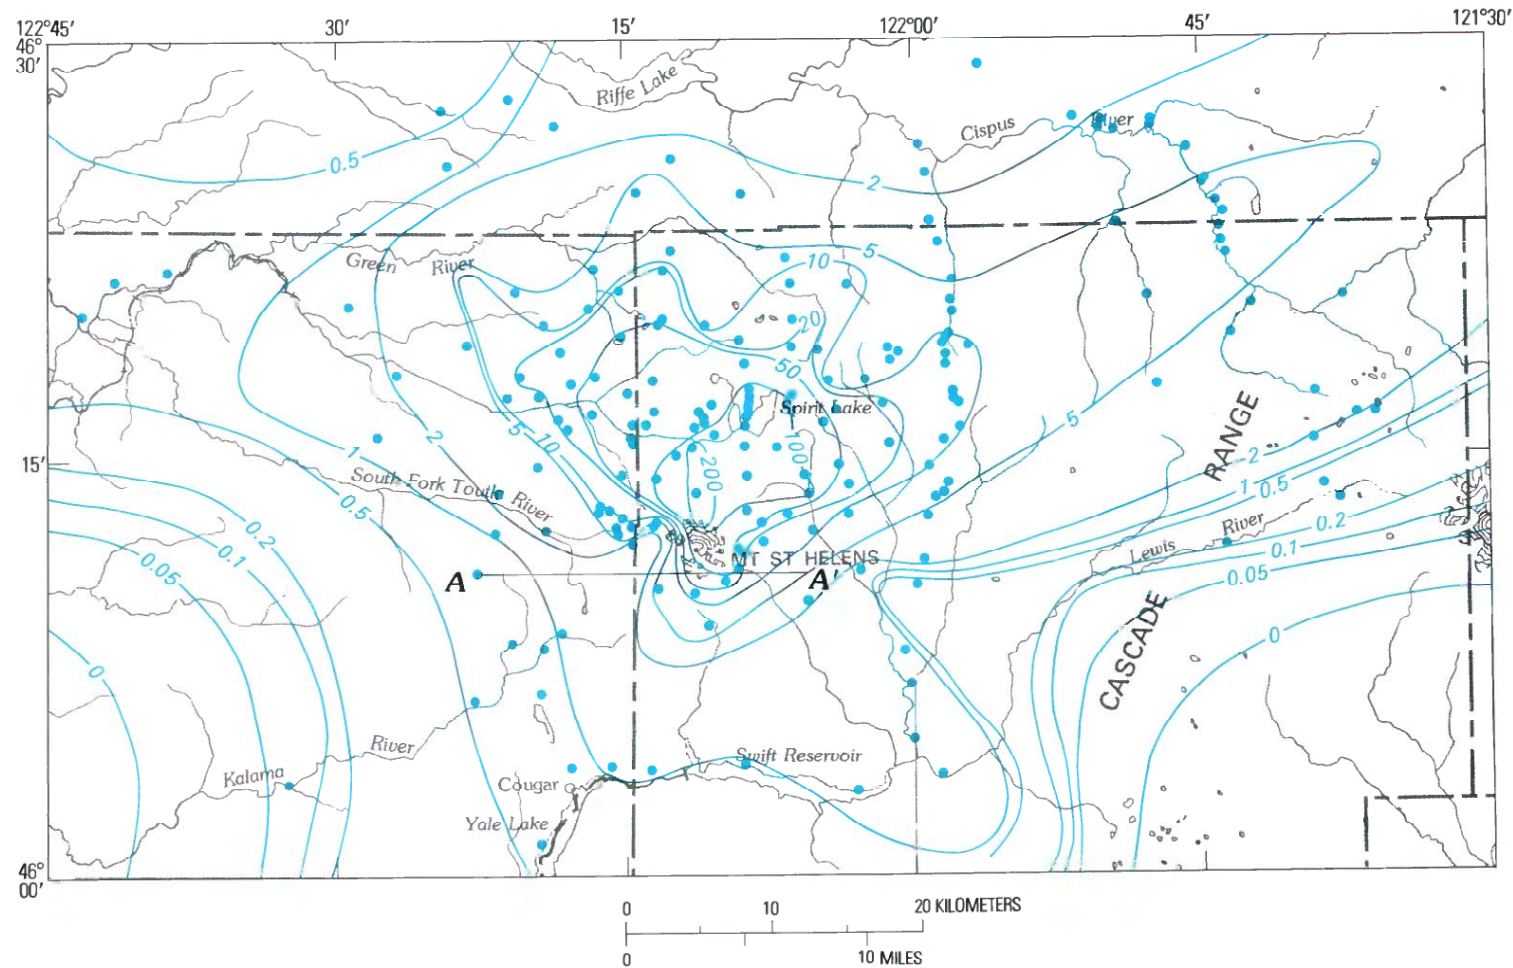 122°45′ 30′ 15′ 122°00′ 45′ 121°30′
46°
30′
Riffe Lake
Cispus River
0.5
2
Green River
10
5
20
50
Spirit Lake
RANGE
5
2
5
10
100
200
1
15′
South Fork Toutle River
2
1
0.5
0.5
0.2
0.1
0.05
Lewis River
0.2
0.1
0.05
MT ST HELENS
A
A′
CASCADE
0
0
River
Kalama
Swift Reservoir
Cougar
Yale Lake
46°
00′
0 10 20 KILOMETERS
0 10 MILES